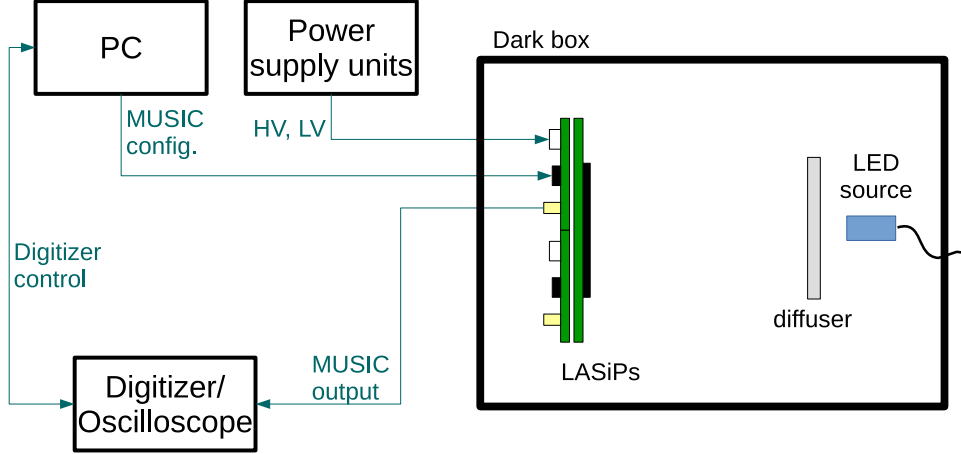 PC
Power
supply units
Dark box
MUSIC
config.
HV, LV
LED
source
Digitizer
control
diffuser
MUSIC
output
LASiPs
Digitizer/
Oscilloscope